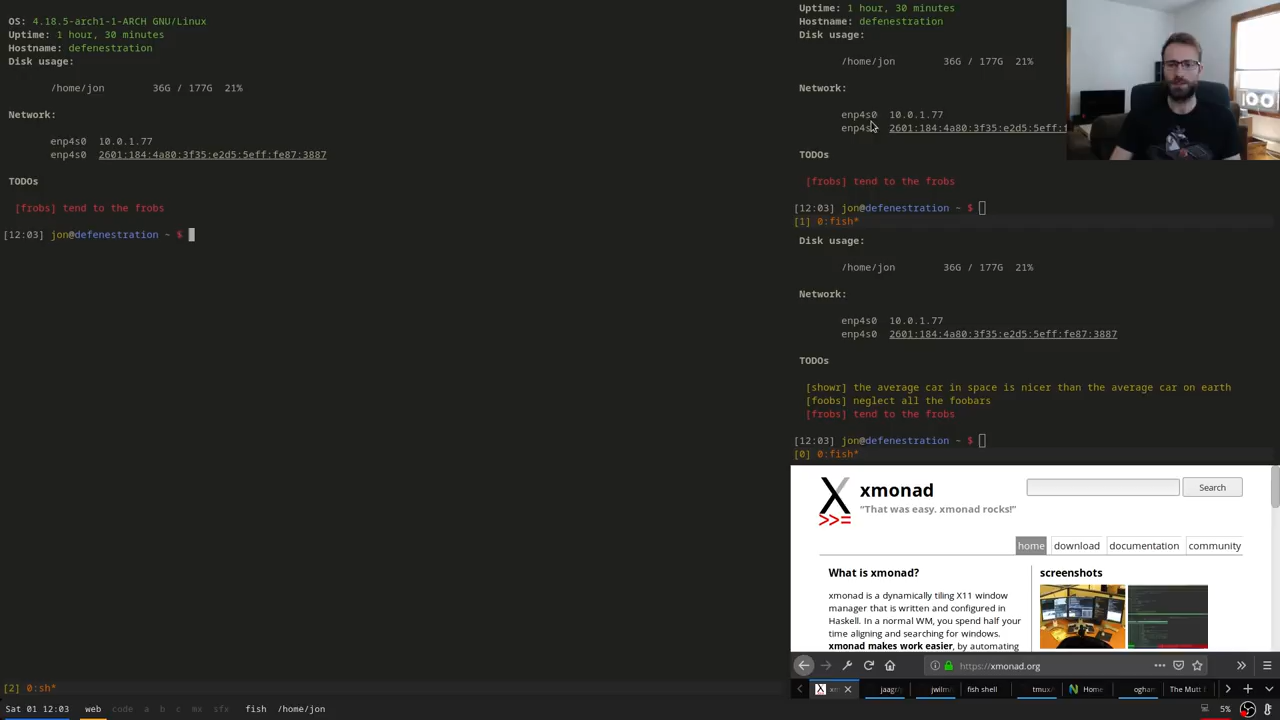 OS: 4.18.5-arch1-1-ARCH GNU/Linux
Uptime: 1 hour, 30 minutes
Hostname: defenestration
Disk usage:
/home/jon 36G / 177G 21%
Network:
enp4s0 10.0.1.77
enp4s0 2601:184:4a80:3f35:e2d5:5eff:fe87:3887
TODOs
[frobs] tend to the frobs
[12:03] jon@defenestration ~ $
[2] 0:sh*
Uptime: 1 hour, 30 minutes
Hostname: defenestration
Disk usage:
/home/jon 36G / 177G 21%
Network:
enp4s0 10.0.1.77
enp4s0 2601:184:4a80:3f35:e2d5:5eff:f
TODOs
[frobs] tend to the frobs
[12:03] jon@defenestration ~ $
[1] 0:fish*
Disk usage:
/home/jon 36G / 177G 21%
Network:
enp4s0 10.0.1.77
enp4s0 2601:184:4a80:3f35:e2d5:5eff:fe87:3887
TODOs
[showr] the average car in space is nicer than the average car on earth
[foobs] neglect all the foobars
[frobs] tend to the frobs
[12:03] jon@defenestration ~ $
[0] 0:fish*
xmonad
"That was easy. xmonad rocks!"
Search
home download documentation community
What is xmonad?
xmonad is a dynamically tiling X11 window
manager that is written and configured in
Haskell. In a normal WM, you spend half your
time aligning and searching for windows.
xmonad makes work easier, by automating
screenshots
https://xmonad.org
xm jaagr/ jwilm/ fish shell tmux/ Home ogham The Mutt
Sat 01 12:03 web code a b c mx sfx fish /home/jon 5%